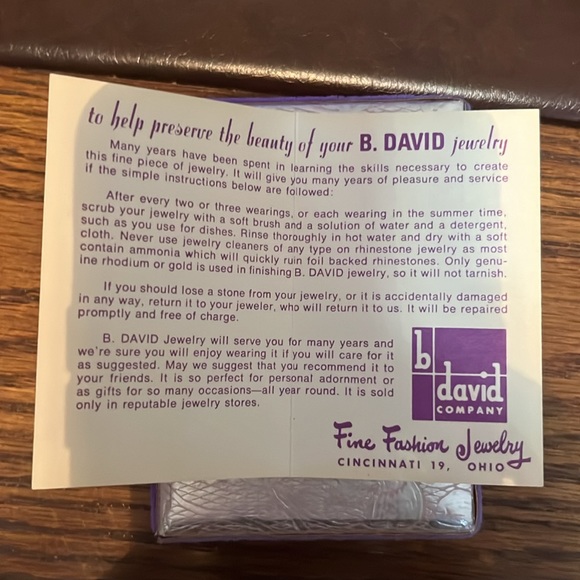 to help preserve the beauty of your B. DAVID jewelry
Many years have been spent in learning the skills necessary to create
this fine piece of jewelry. It will give you many years of pleasure and service
if the simple instructions below are followed:
After every two or three wearings, or each wearing in the summer time,
scrub your jewelry with a soft brush and a solution of water and a detergent,
such as you use for dishes. Rinse thoroughly in hot water and dry with a soft
cloth. Never use jewelry cleaners of any type on rhinestone jewelry as most
contain ammonia which will quickly ruin foil backed rhinestones. Only genu-
ine rhodium or gold is used in finishing B. DAVID jewelry, so it will not tarnish.
If you should lose a stone from your jewelry, or it is accidentally damaged
in any way, return it to your jeweler, who will return it to us. It will be repaired
promptly and free of charge.
B. DAVID Jewelry will serve you for many years and
we're sure you will enjoy wearing it if you will care for it
as suggested. May we suggest that you recommend it to
your friends. It is so perfect for personal adornment or
as gifts for so many occasions—all year round. It is sold
only in reputable jewelry stores.
b
david
COMPANY
Fine Fashion Jewelry
CINCINNATI 19, OHIO